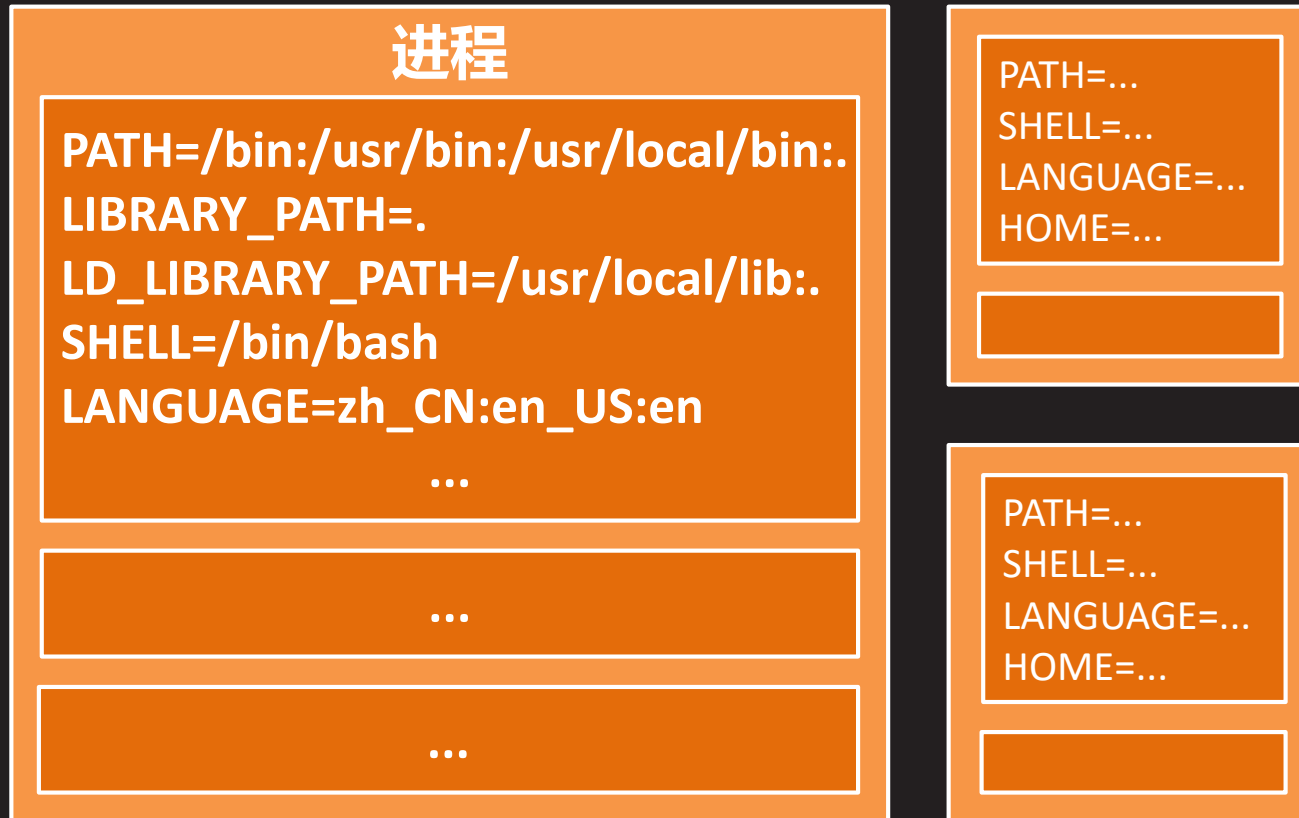 进程
PATH=/bin:/usr/bin:/usr/local/bin:.
LIBRARY_PATH=.
LD_LIBRARY_PATH=/usr/local/lib:.
SHELL=/bin/bash
LANGUAGE=zh_CN:en_US:en
...
...
...
PATH=...
SHELL=...
LANGUAGE=...
HOME=...
PATH=...
SHELL=...
LANGUAGE=...
HOME=...